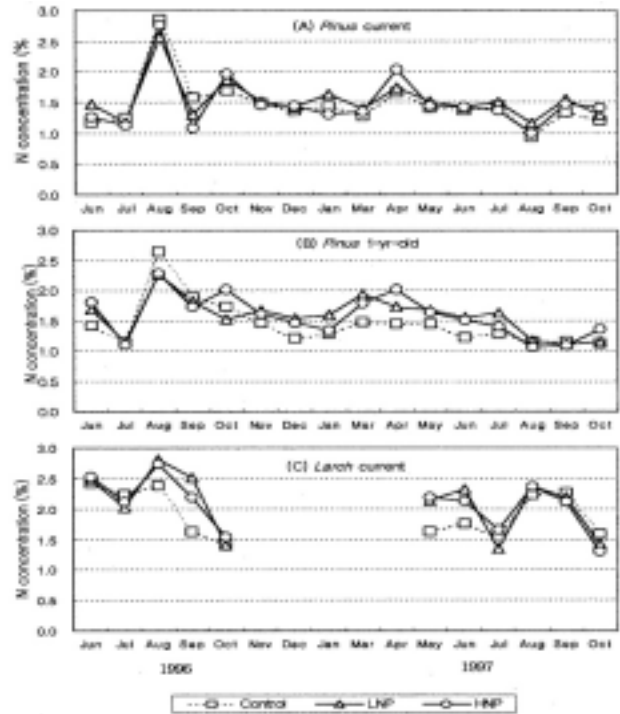 (A) Pinus current
N concentration (%
3.0
2.5
2.0
1.5
1.0
0.5
0.0
Jun Jul Aug Sep Oct Nov Dec Jan Mar Apr May Jun Jul Aug Sep Oct
(B) Pinus 1-yr-old
N concentration (%)
3.0
2.5
2.0
1.5
1.0
0.5
0.0
Jun Jul Aug Sep Oct Nov Dec Jan Mar Apr May Jun Jul Aug Sep Oct
(C) Larch current
N concentration (%)
3.0
2.5
2.0
1.5
1.0
0.5
0.0
Jun Jul Aug Sep Oct Nov Dec Jan Mar Apr May Jun Jul Aug Sep Oct
1996 1997
Control LNP HNP